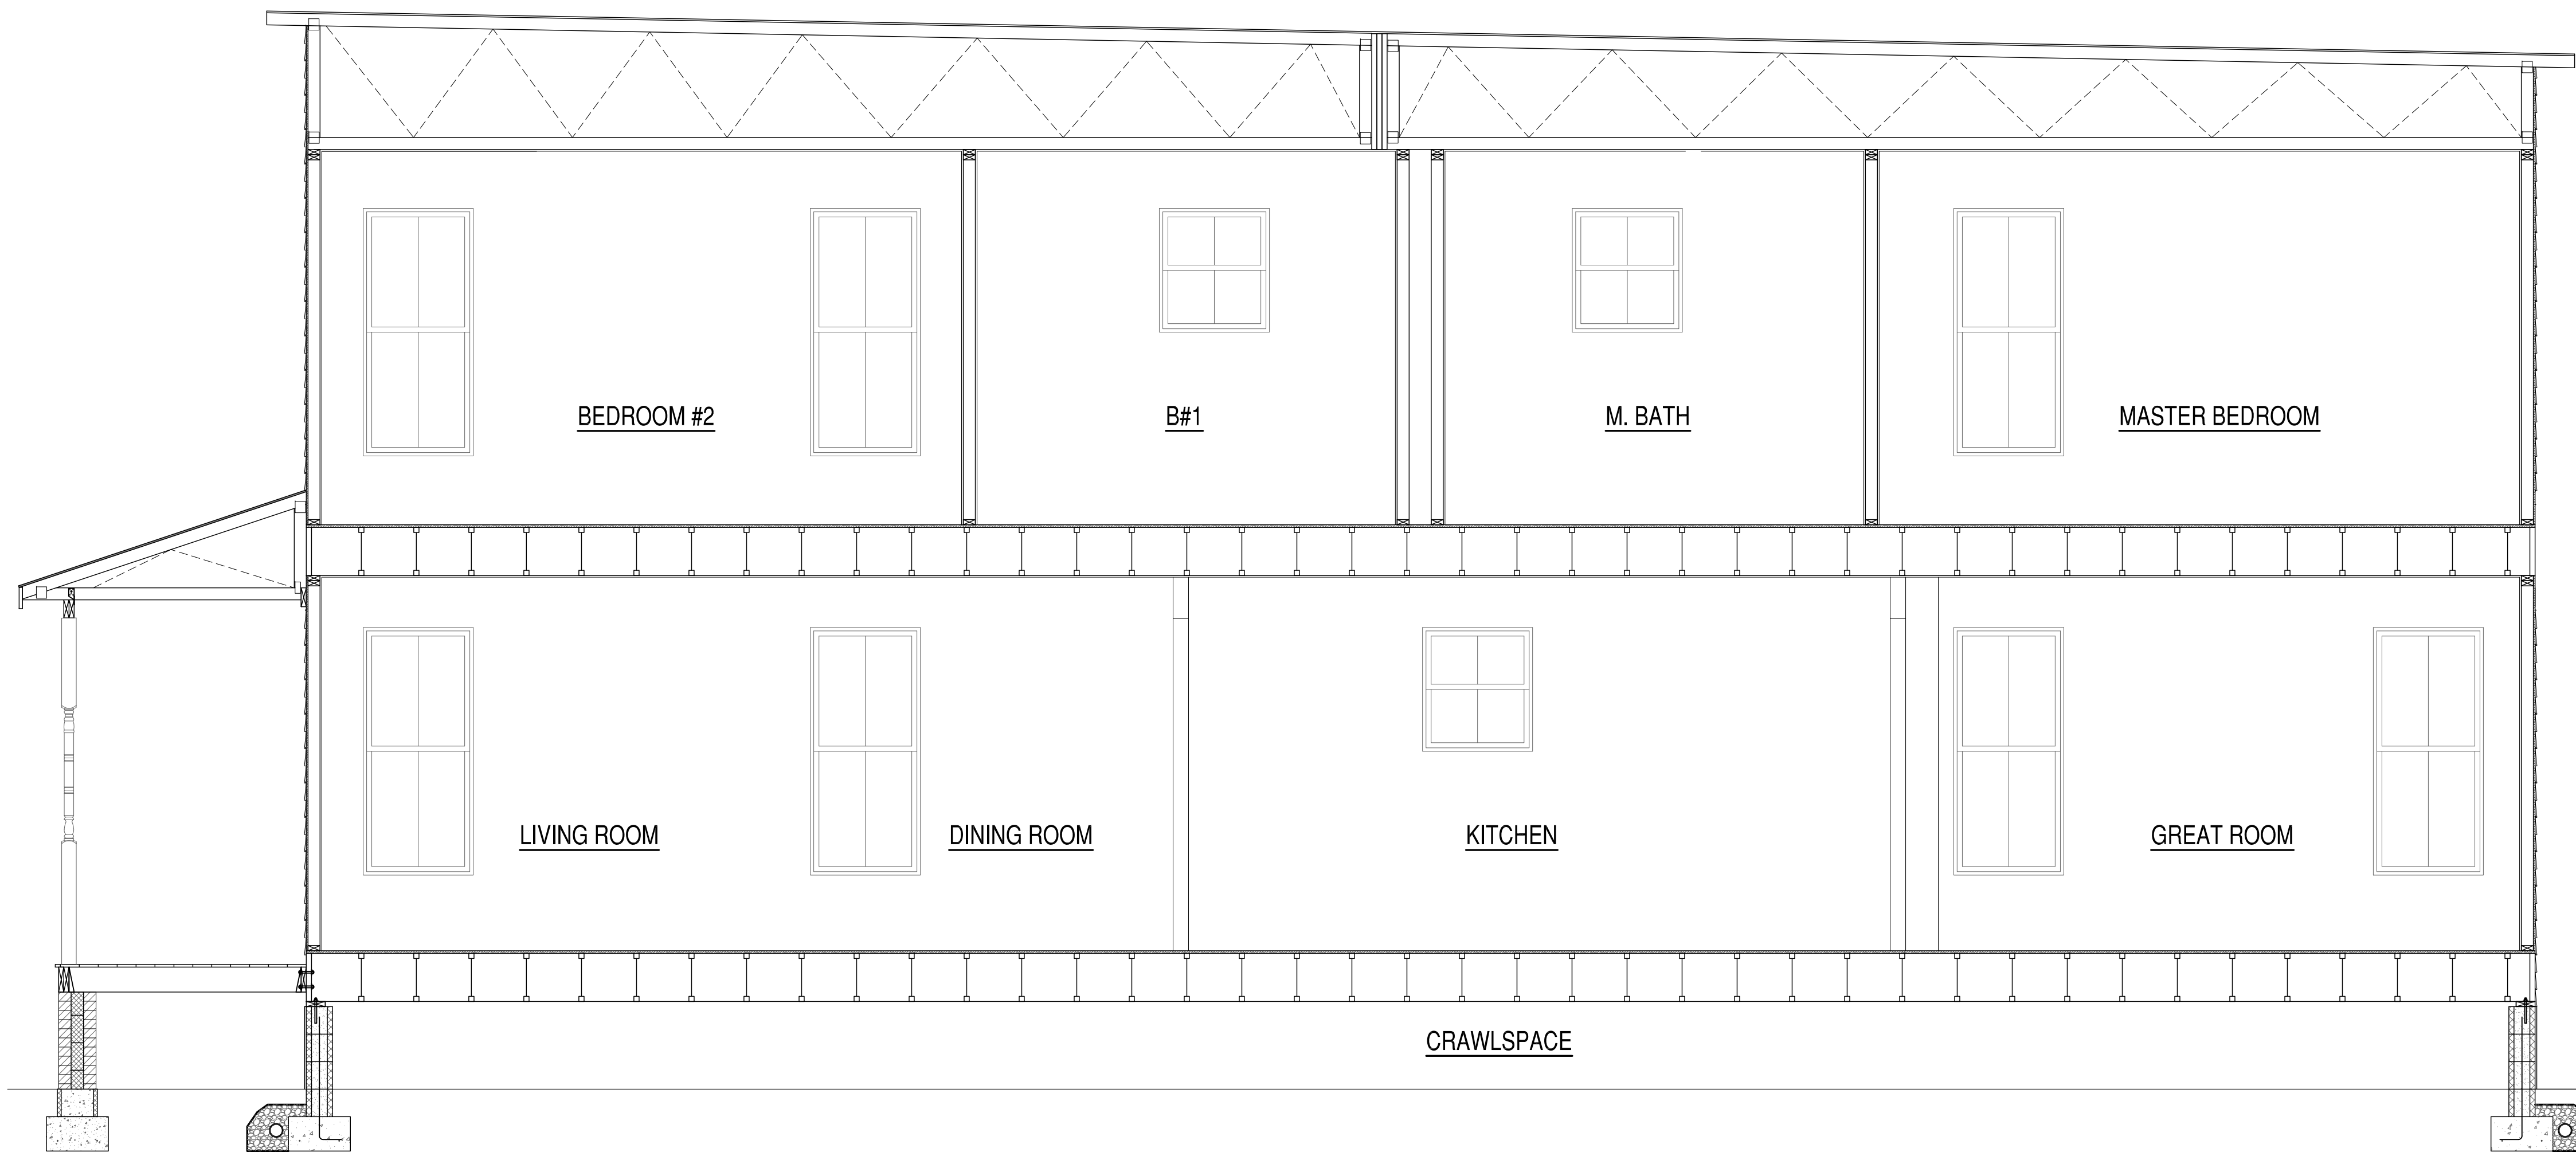 BEDROOM #2
B#1
M. BATH
MASTER BEDROOM
LIVING ROOM
DINING ROOM
KITCHEN
GREAT ROOM
CRAWLSPACE